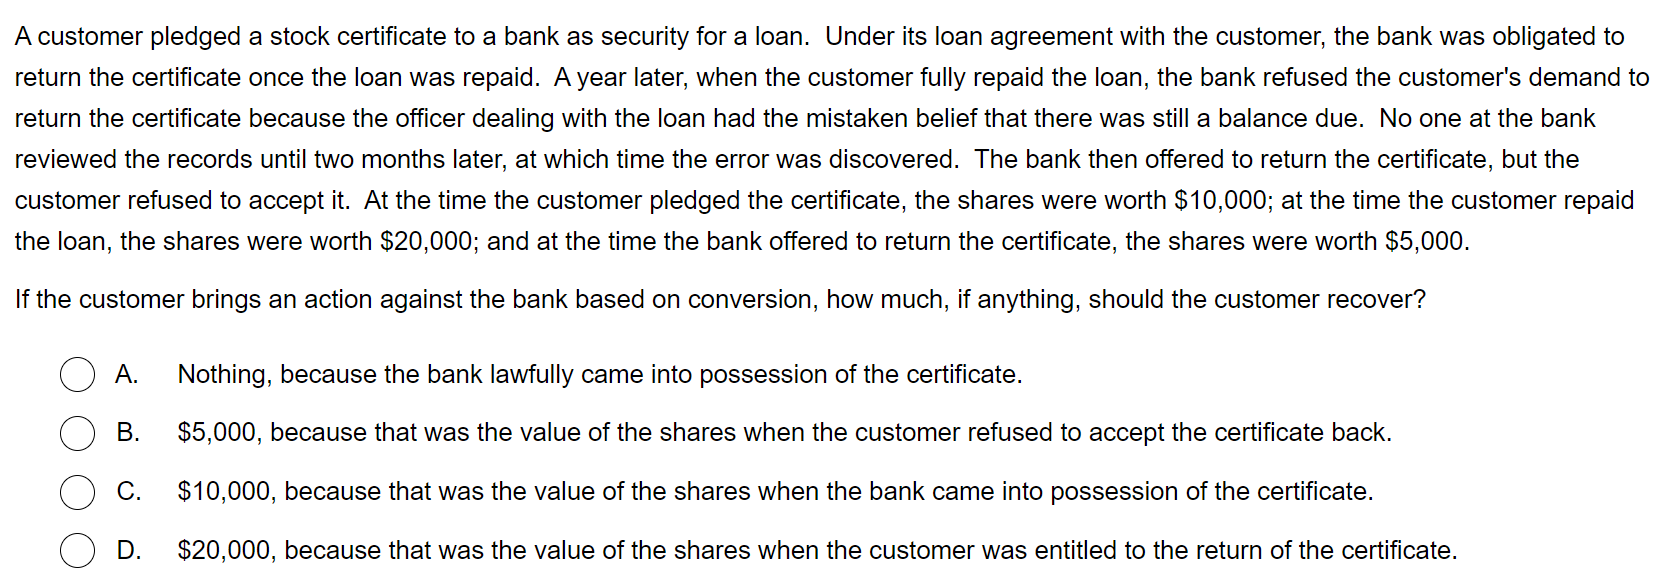 A customer pledged a stock certificate to a bank as security for a loan.  Under its loan agreement with the customer, the bank was obligated to
return the certificate once the loan was repaid.  A year later, when the customer fully repaid the loan, the bank refused the customer's demand to
return the certificate because the officer dealing with the loan had the mistaken belief that there was still a balance due.  No one at the bank
reviewed the records until two months later, at which time the error was discovered.  The bank then offered to return the certificate, but the
customer refused to accept it.  At the time the customer pledged the certificate, the shares were worth $10,000; at the time the customer repaid
the loan, the shares were worth $20,000; and at the time the bank offered to return the certificate, the shares were worth $5,000.
If the customer brings an action against the bank based on conversion, how much, if anything, should the customer recover?
A. Nothing, because the bank lawfully came into possession of the certificate.
B. $5,000, because that was the value of the shares when the customer refused to accept the certificate back.
C. $10,000, because that was the value of the shares when the bank came into possession of the certificate.
D. $20,000, because that was the value of the shares when the customer was entitled to the return of the certificate.